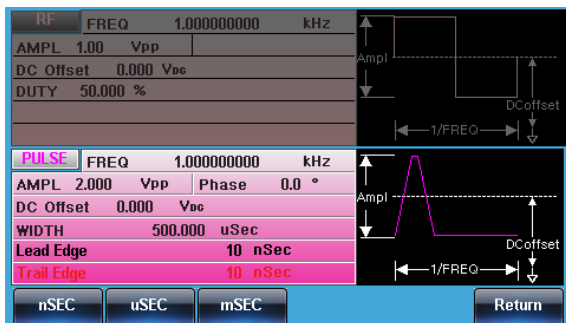 RF FREQ 1.000000000 kHz
AMPL 1.00 Vpp
DC Offset 0.000 VDC
DUTY 50.000 %
Ampl
DCoffset
1/FREQ
PULSE FREQ 1.000000000 kHz
AMPL 2.000 Vpp Phase 0.0 °
DC Offset 0.000 VDC
WIDTH 500.000 uSec
Lead Edge 10 nSec
Trail Edge 10 nSec
Ampl
DCoffset
1/FREQ
nSEC uSEC mSEC Return